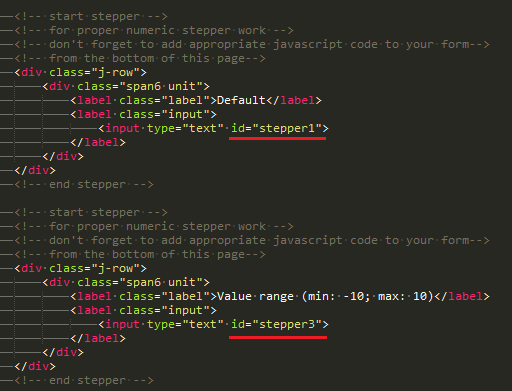 <!-- start stepper -->
<!-- for proper numeric stepper work -->
<!-- don't forget to add appropriate javascript code to your form-->
<!-- from the bottom of this page-->
<div class="j-row">
<div class="span6 unit">
<label class="label">Default</label>
<label class="input">
<input type="text" id="stepper1">
</label>
</div>
</div>
<!-- end stepper -->
<!-- start stepper -->
<!-- for proper numeric stepper work -->
<!-- don't forget to add appropriate javascript code to your form-->
<!-- from the bottom of this page-->
<div class="j-row">
<div class="span6 unit">
<label class="label">Value range (min: -10; max: 10)</label>
<label class="input">
<input type="text" id="stepper3">
</label>
</div>
</div>
<!-- end stepper -->